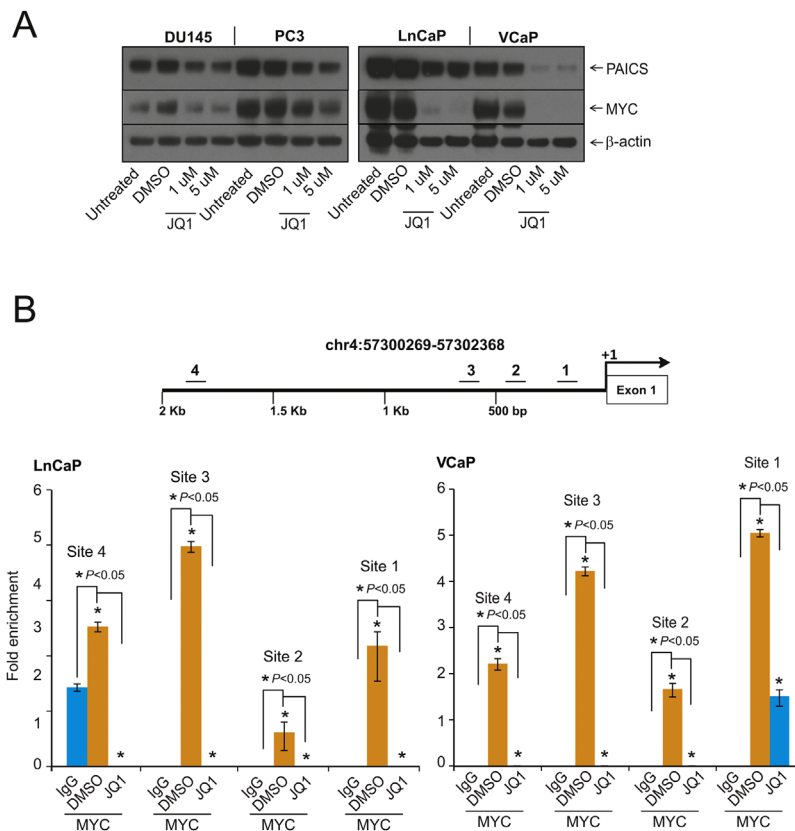 A
DU145 PC3 LnCaP VCaP
PAICS
MYC
β-actin
Untreated DMSO 1 uM 5 uM Untreated DMSO 1 uM 5 uM Untreated DMSO 1 uM 5 uM Untreated DMSO 1 uM 5 uM
JQ1 JQ1 JQ1 JQ1
B
chr4:57300269-57302368
+1
4 3 2 1
Exon 1
2 Kb 1.5 Kb 1 Kb 500 bp
LnCaP
Fold enrichment
6
5
4
3
2
1
0
Site 4
* P<0.05
*
*
Site 3
* P<0.05
*
*
Site 2
* P<0.05
*
*
Site 1
* P<0.05
*
*
IgG DMSO JQ1 IgG DMSO JQ1 IgG DMSO JQ1 IgG DMSO JQ1
MYC MYC MYC MYC
VCaP
6
5
4
3
2
1
0
Site 4
* P<0.05
*
Site 3
* P<0.05
*
Site 2
* P<0.05
*
Site 1
* P<0.05
*
*
IgG DMSO JQ1 IgG DMSO JQ1 IgG DMSO JQ1 IgG DMSO JQ1
MYC MYC MYC MYC